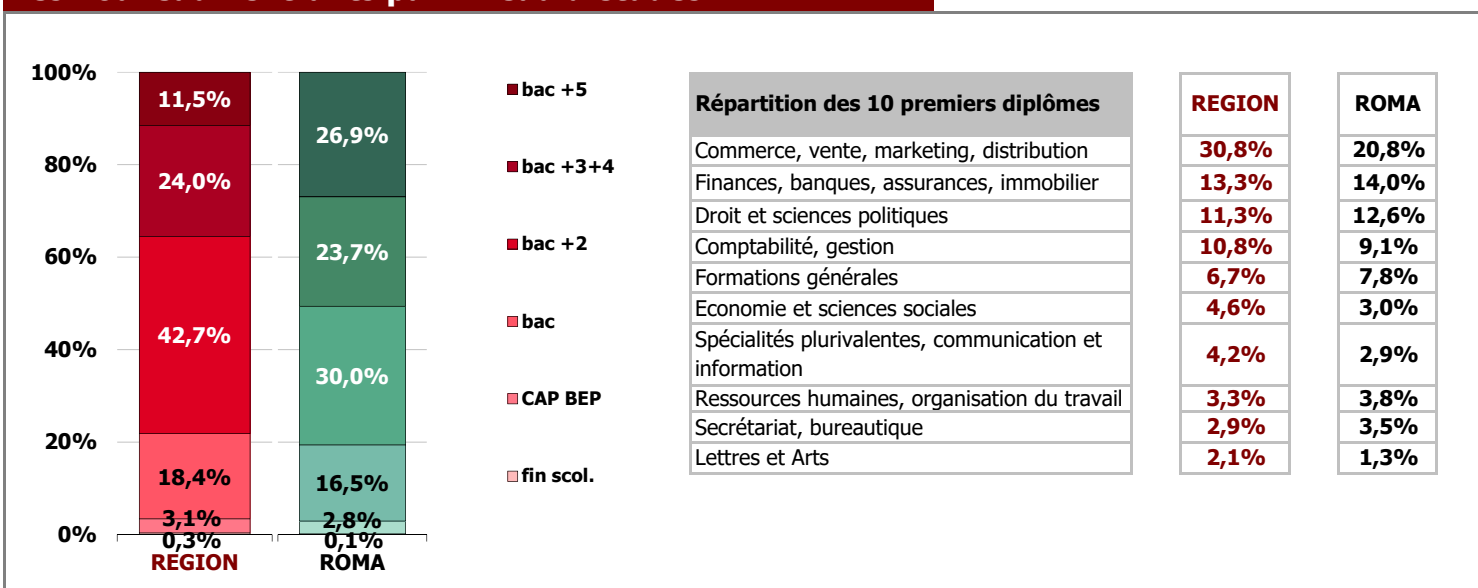 100%
80%
60%
40%
20%
0%
11,5%
24,0%
42,7%
18,4%
3,1%
0,3%
REGION
26,9%
23,7%
30,0%
16,5%
2,8%
0,1%
ROMA
bac +5
bac +3+4
bac +2
bac
CAP BEP
fin scol.
Répartition des 10 premiers diplômes REGION ROMA
Commerce, vente, marketing, distribution 30,8% 20,8%
Finances, banques, assurances, immobilier 13,3% 14,0%
Droit et sciences politiques 11,3% 12,6%
Comptabilité, gestion 10,8% 9,1%
Formations générales 6,7% 7,8%
Economie et sciences sociales 4,6% 3,0%
Spécialités plurivalentes, communication et
information 4,2% 2,9%
Ressources humaines, organisation du travail 3,3% 3,8%
Secrétariat, bureautique 2,9% 3,5%
Lettres et Arts 2,1% 1,3%